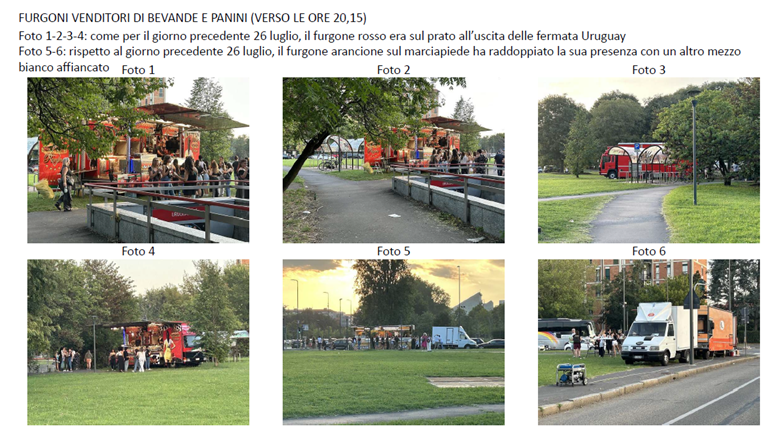 FURGONI VENDITORI DI BEVANDE E PANINI (VERSO LE ORE 20,15)
Foto 1-2-3-4: come per il giorno precedente 26 luglio, il furgone rosso era sul prato all'uscita delle fermata Uruguay
Foto 5-6: rispetto al giorno precedente 26 luglio, il furgone arancione sul marciapiede ha raddoppiato la sua presenza con un altro mezzo
bianco affiancato
Foto 1
Foto 2
Foto 3
Foto 4
Foto 5
Foto 6